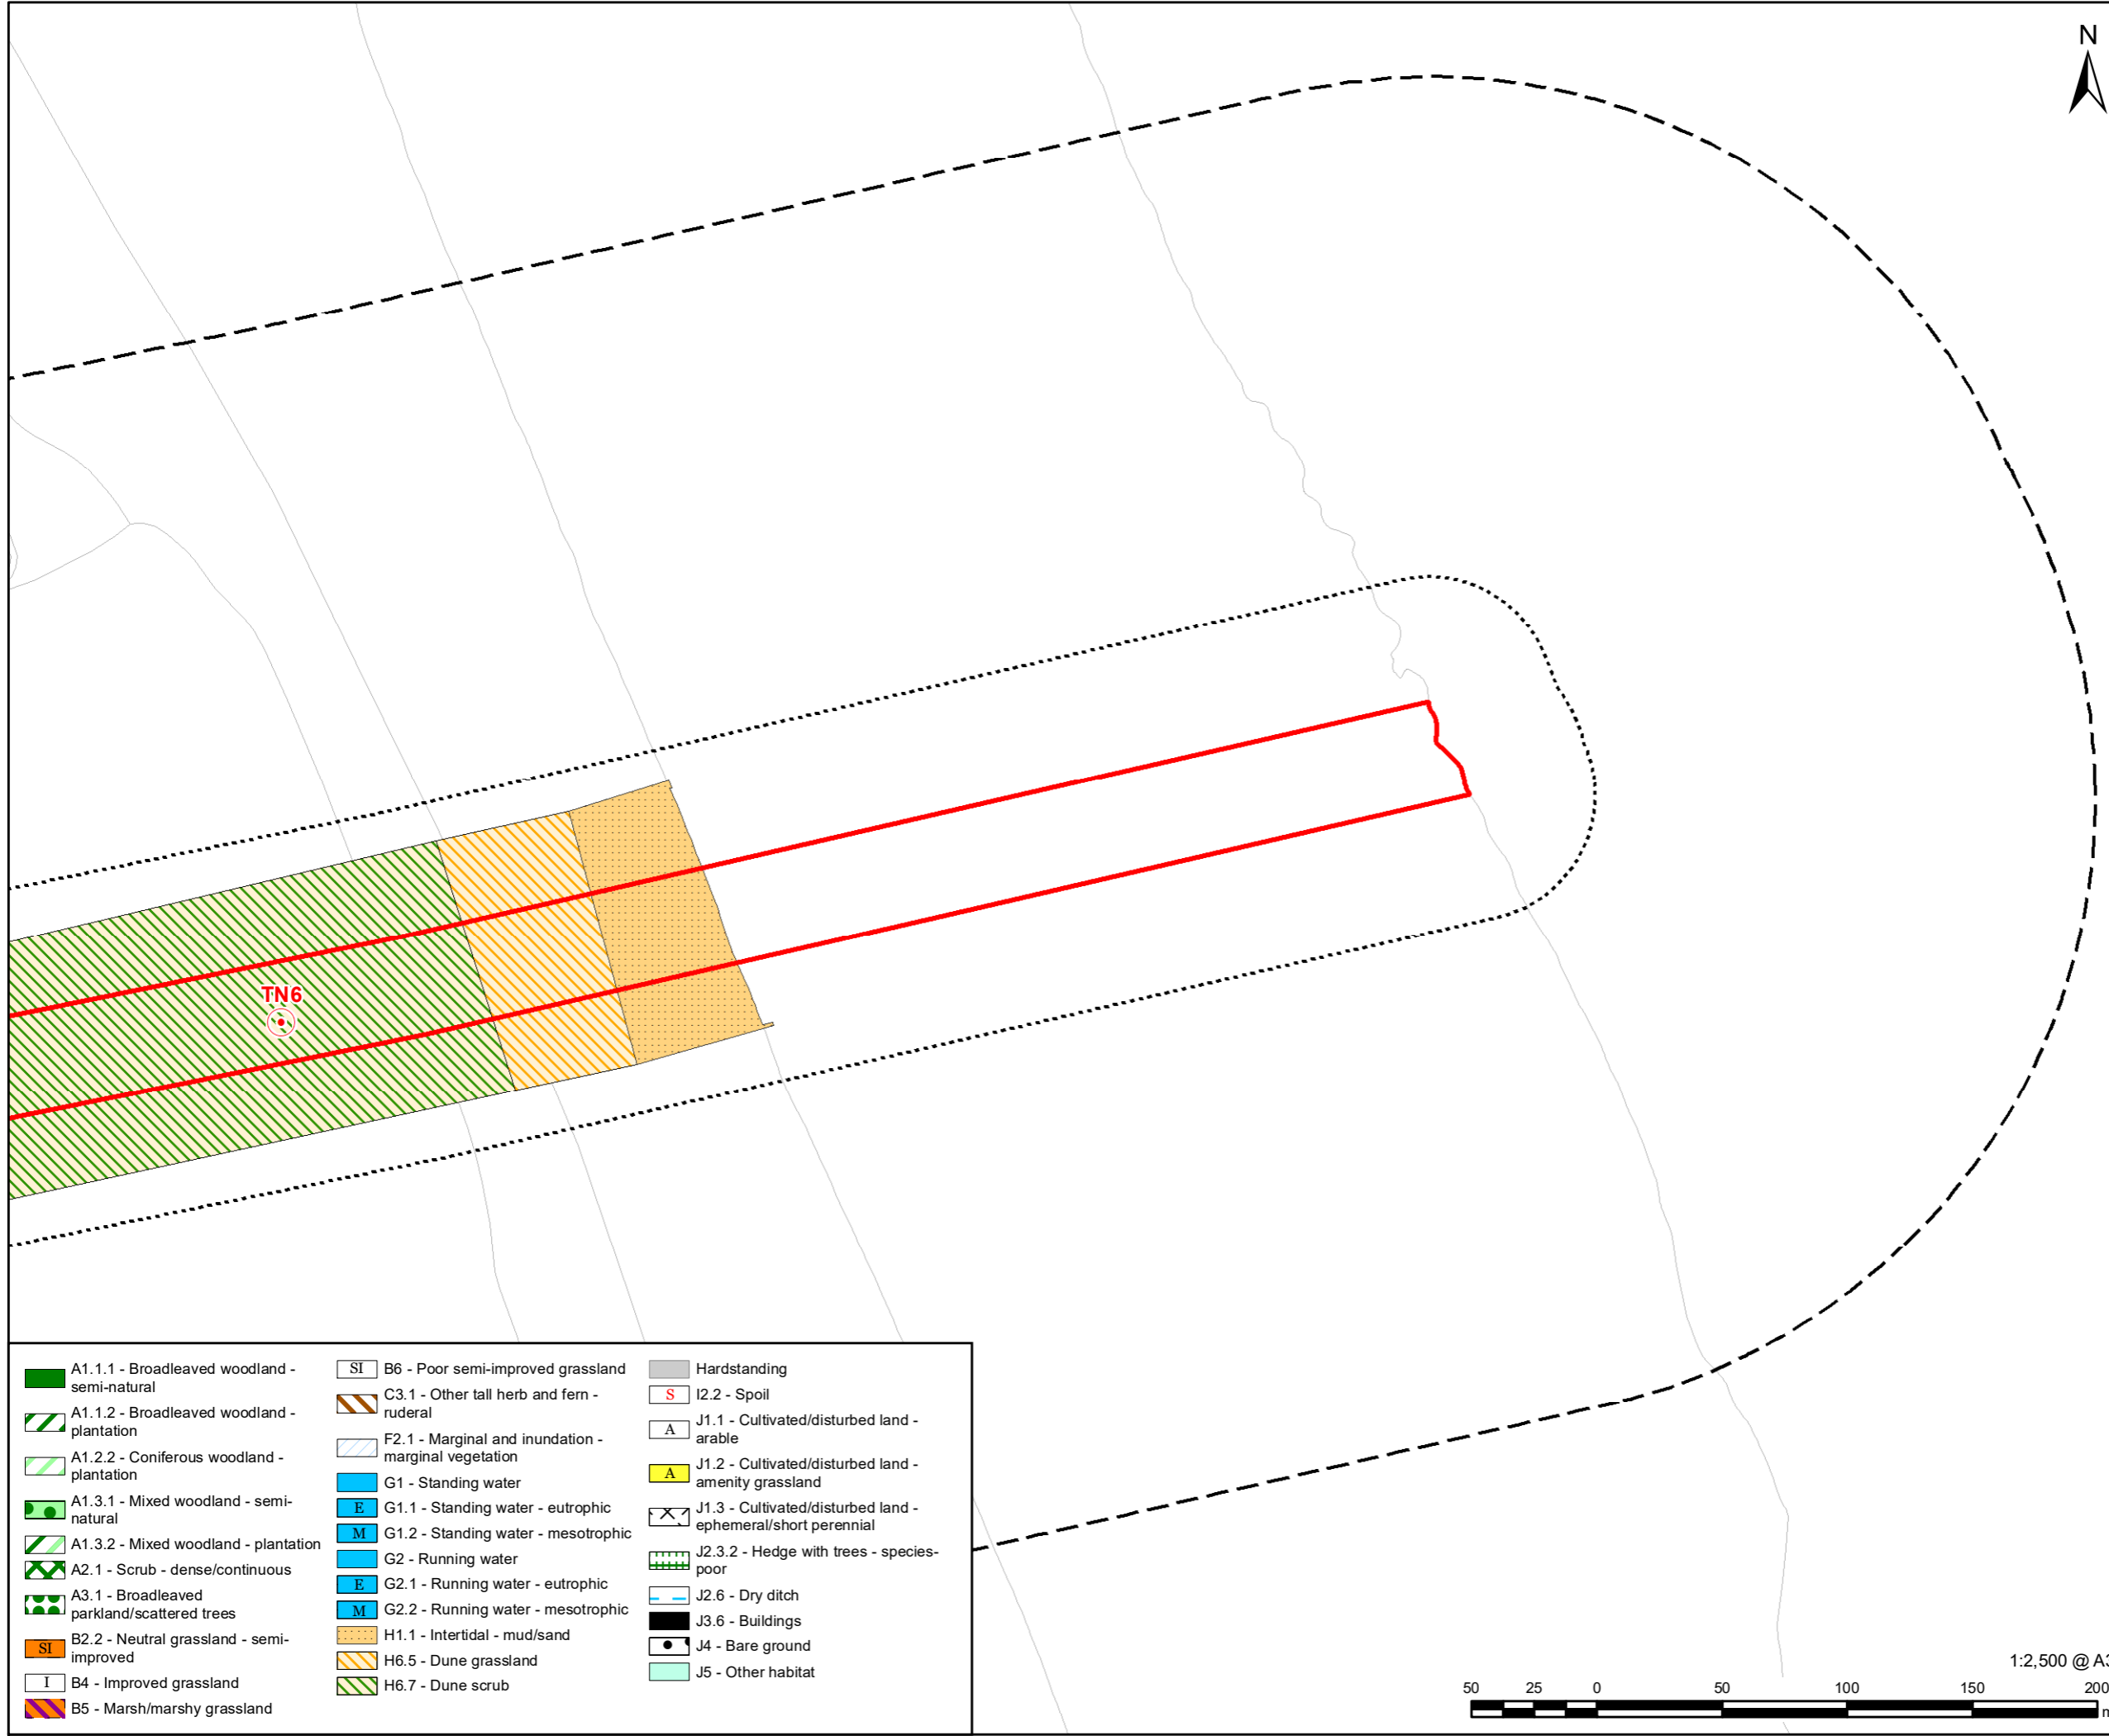 N
TN6
A1.1.1 - Broadleaved woodland -
semi-natural
A1.1.2 - Broadleaved woodland -
plantation
A1.2.2 - Coniferous woodland -
plantation
A1.3.1 - Mixed woodland - semi-
natural
A1.3.2 - Mixed woodland - plantation
A2.1 - Scrub - dense/continuous
A3.1 - Broadleaved
parkland/scattered trees
SI B2.2 - Neutral grassland - semi-
improved
I B4 - Improved grassland
B5 - Marsh/marshy grassland
SI B6 - Poor semi-improved grassland
C3.1 - Other tall herb and fern -
ruderal
F2.1 - Marginal and inundation -
marginal vegetation
G1 - Standing water
E G1.1 - Standing water - eutrophic
M G1.2 - Standing water - mesotrophic
G2 - Running water
E G2.1 - Running water - eutrophic
M G2.2 - Running water - mesotrophic
H1.1 - Intertidal - mud/sand
H6.5 - Dune grassland
H6.7 - Dune scrub
Hardstanding
S I2.2 - Spoil
A J1.1 - Cultivated/disturbed land -
arable
A J1.2 - Cultivated/disturbed land -
amenity grassland
J1.3 - Cultivated/disturbed land -
ephemeral/short perennial
J2.3.2 - Hedge with trees - species-
poor
J2.6 - Dry ditch
J3.6 - Buildings
J4 - Bare ground
J5 - Other habitat
1:2,500 @ A3
50 25 0 50 100 150 200
m